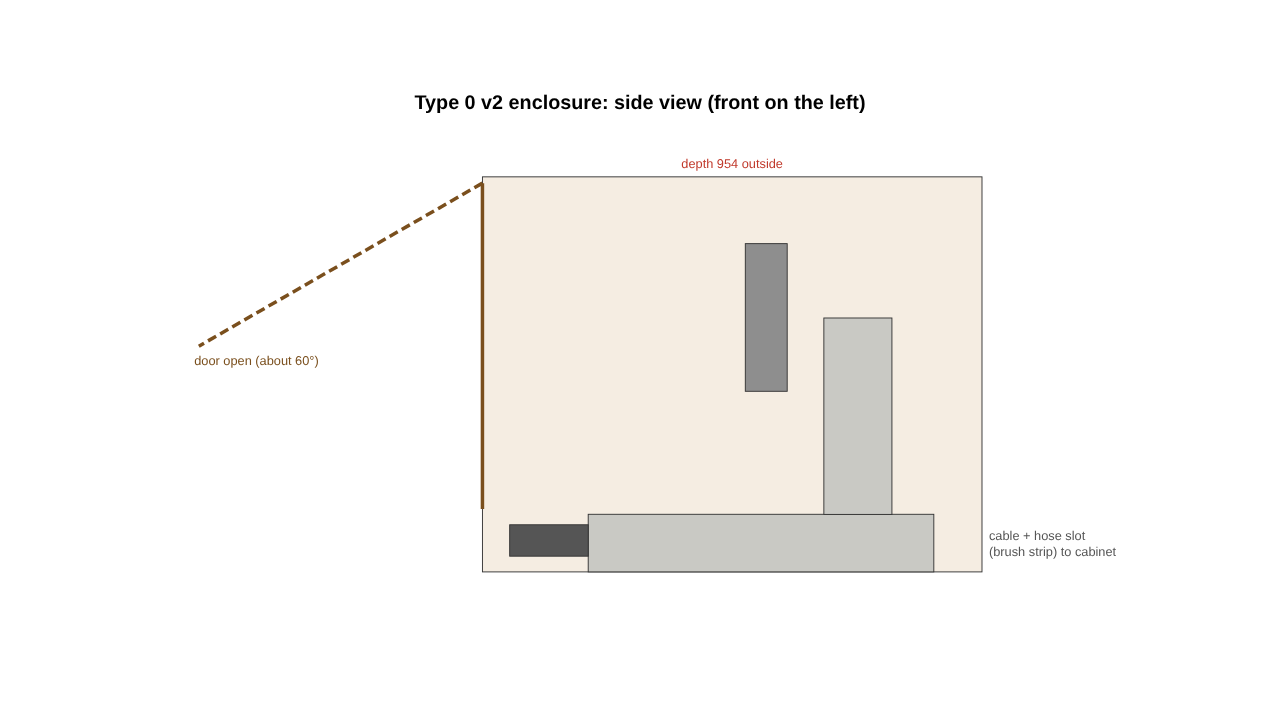 Type 0 v2 enclosure: side view (front on the left)
depth 954 outside
door open (about 60°)
cable + hose slot
(brush strip) to cabinet